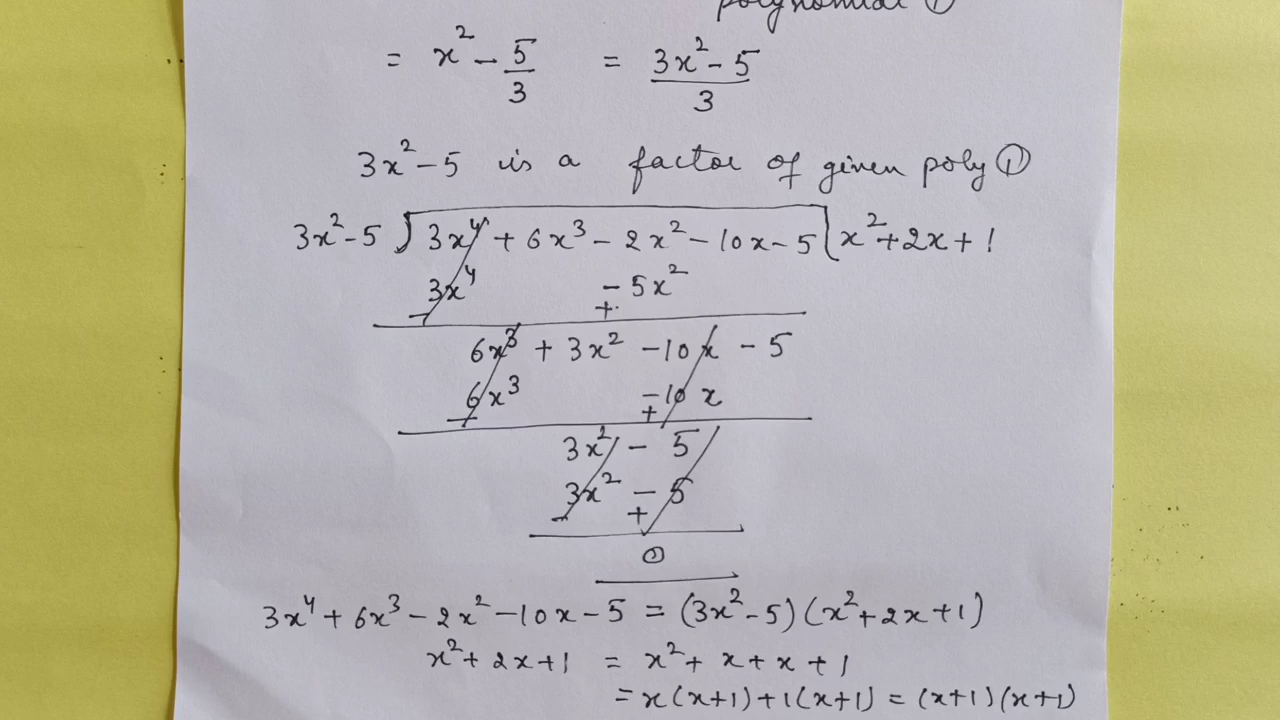 polynomial ①
= x² - 5/3 = 3x² - 5/3
3x² - 5 is a factor of given poly ①
3x² - 5 ) 3x⁴ + 6x³ - 2x² - 10x - 5 ( x² + 2x + 1
3x⁴ - 5x²
- +
6x³ + 3x² - 10x - 5
6x³ - 10x
- +
3x² - 5
3x² - 5
- +
0
3x⁴ + 6x³ - 2x² - 10x - 5 = (3x² - 5) (x² + 2x + 1)
x² + 2x + 1 = x² + x + x + 1
= x(x+1) + 1(x+1) = (x+1)(x+1)